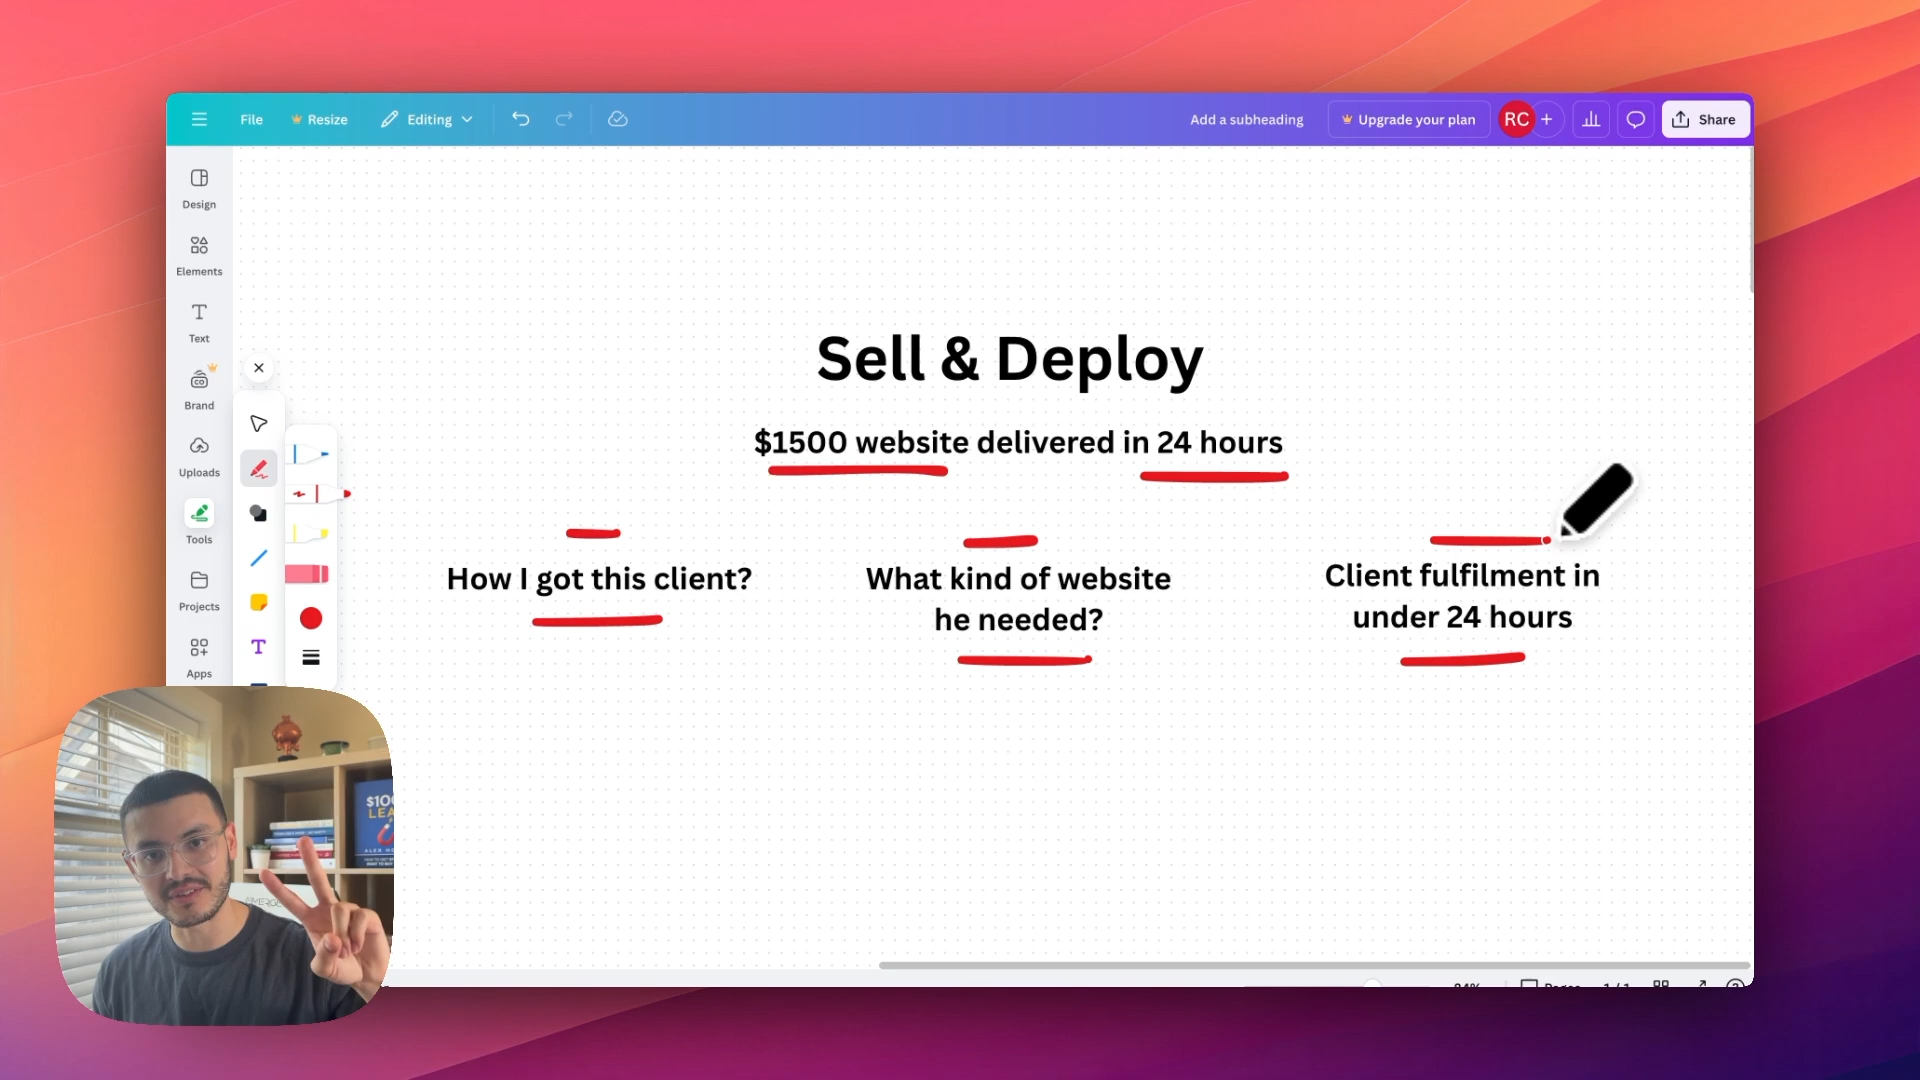 File
Resize
Editing
Add a subheading
Upgrade your plan
RC
Share
Design
Elements
Text
Brand
Uploads
Tools
Projects
Apps
Sell & Deploy
$1500 website delivered in 24 hours
How I got this client?
What kind of website
he needed?
Client fulfilment in
under 24 hours